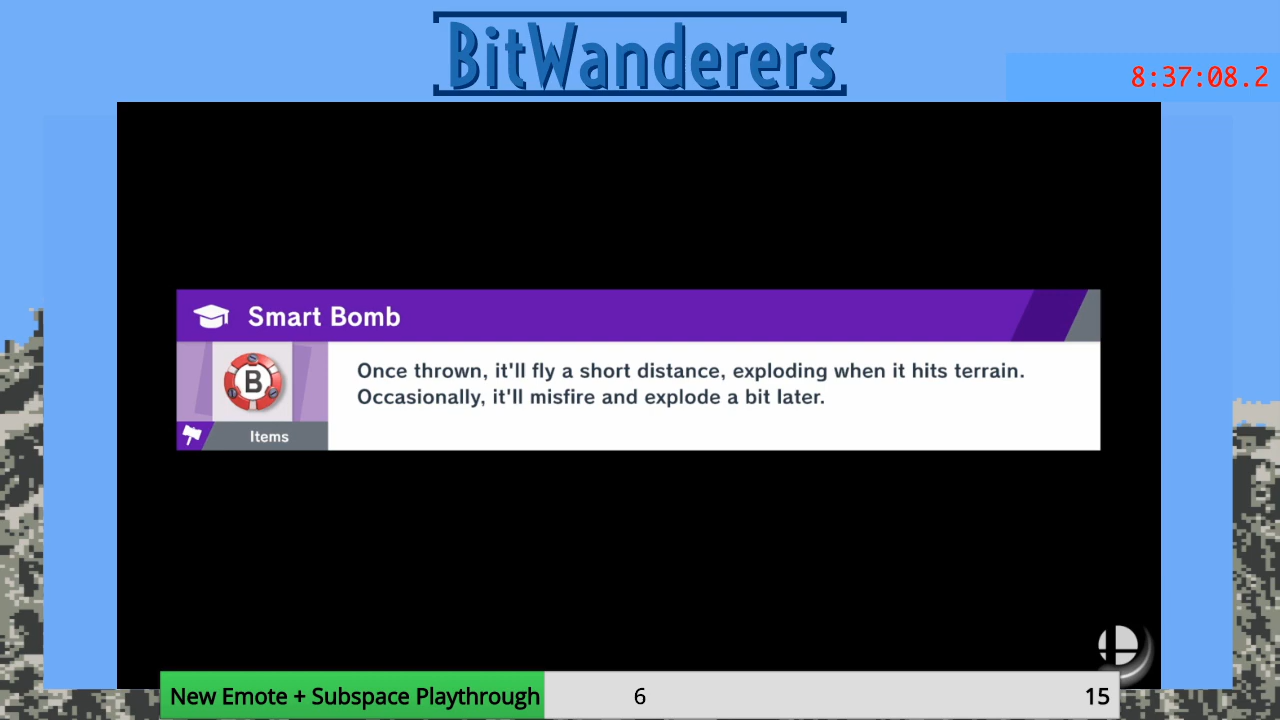 BitWanderers
8:37:08.2
Smart Bomb
B
Once thrown, it'll fly a short distance, exploding when it hits terrain.
Occasionally, it'll misfire and explode a bit later.
Items
New Emote + Subspace Playthrough 6 15